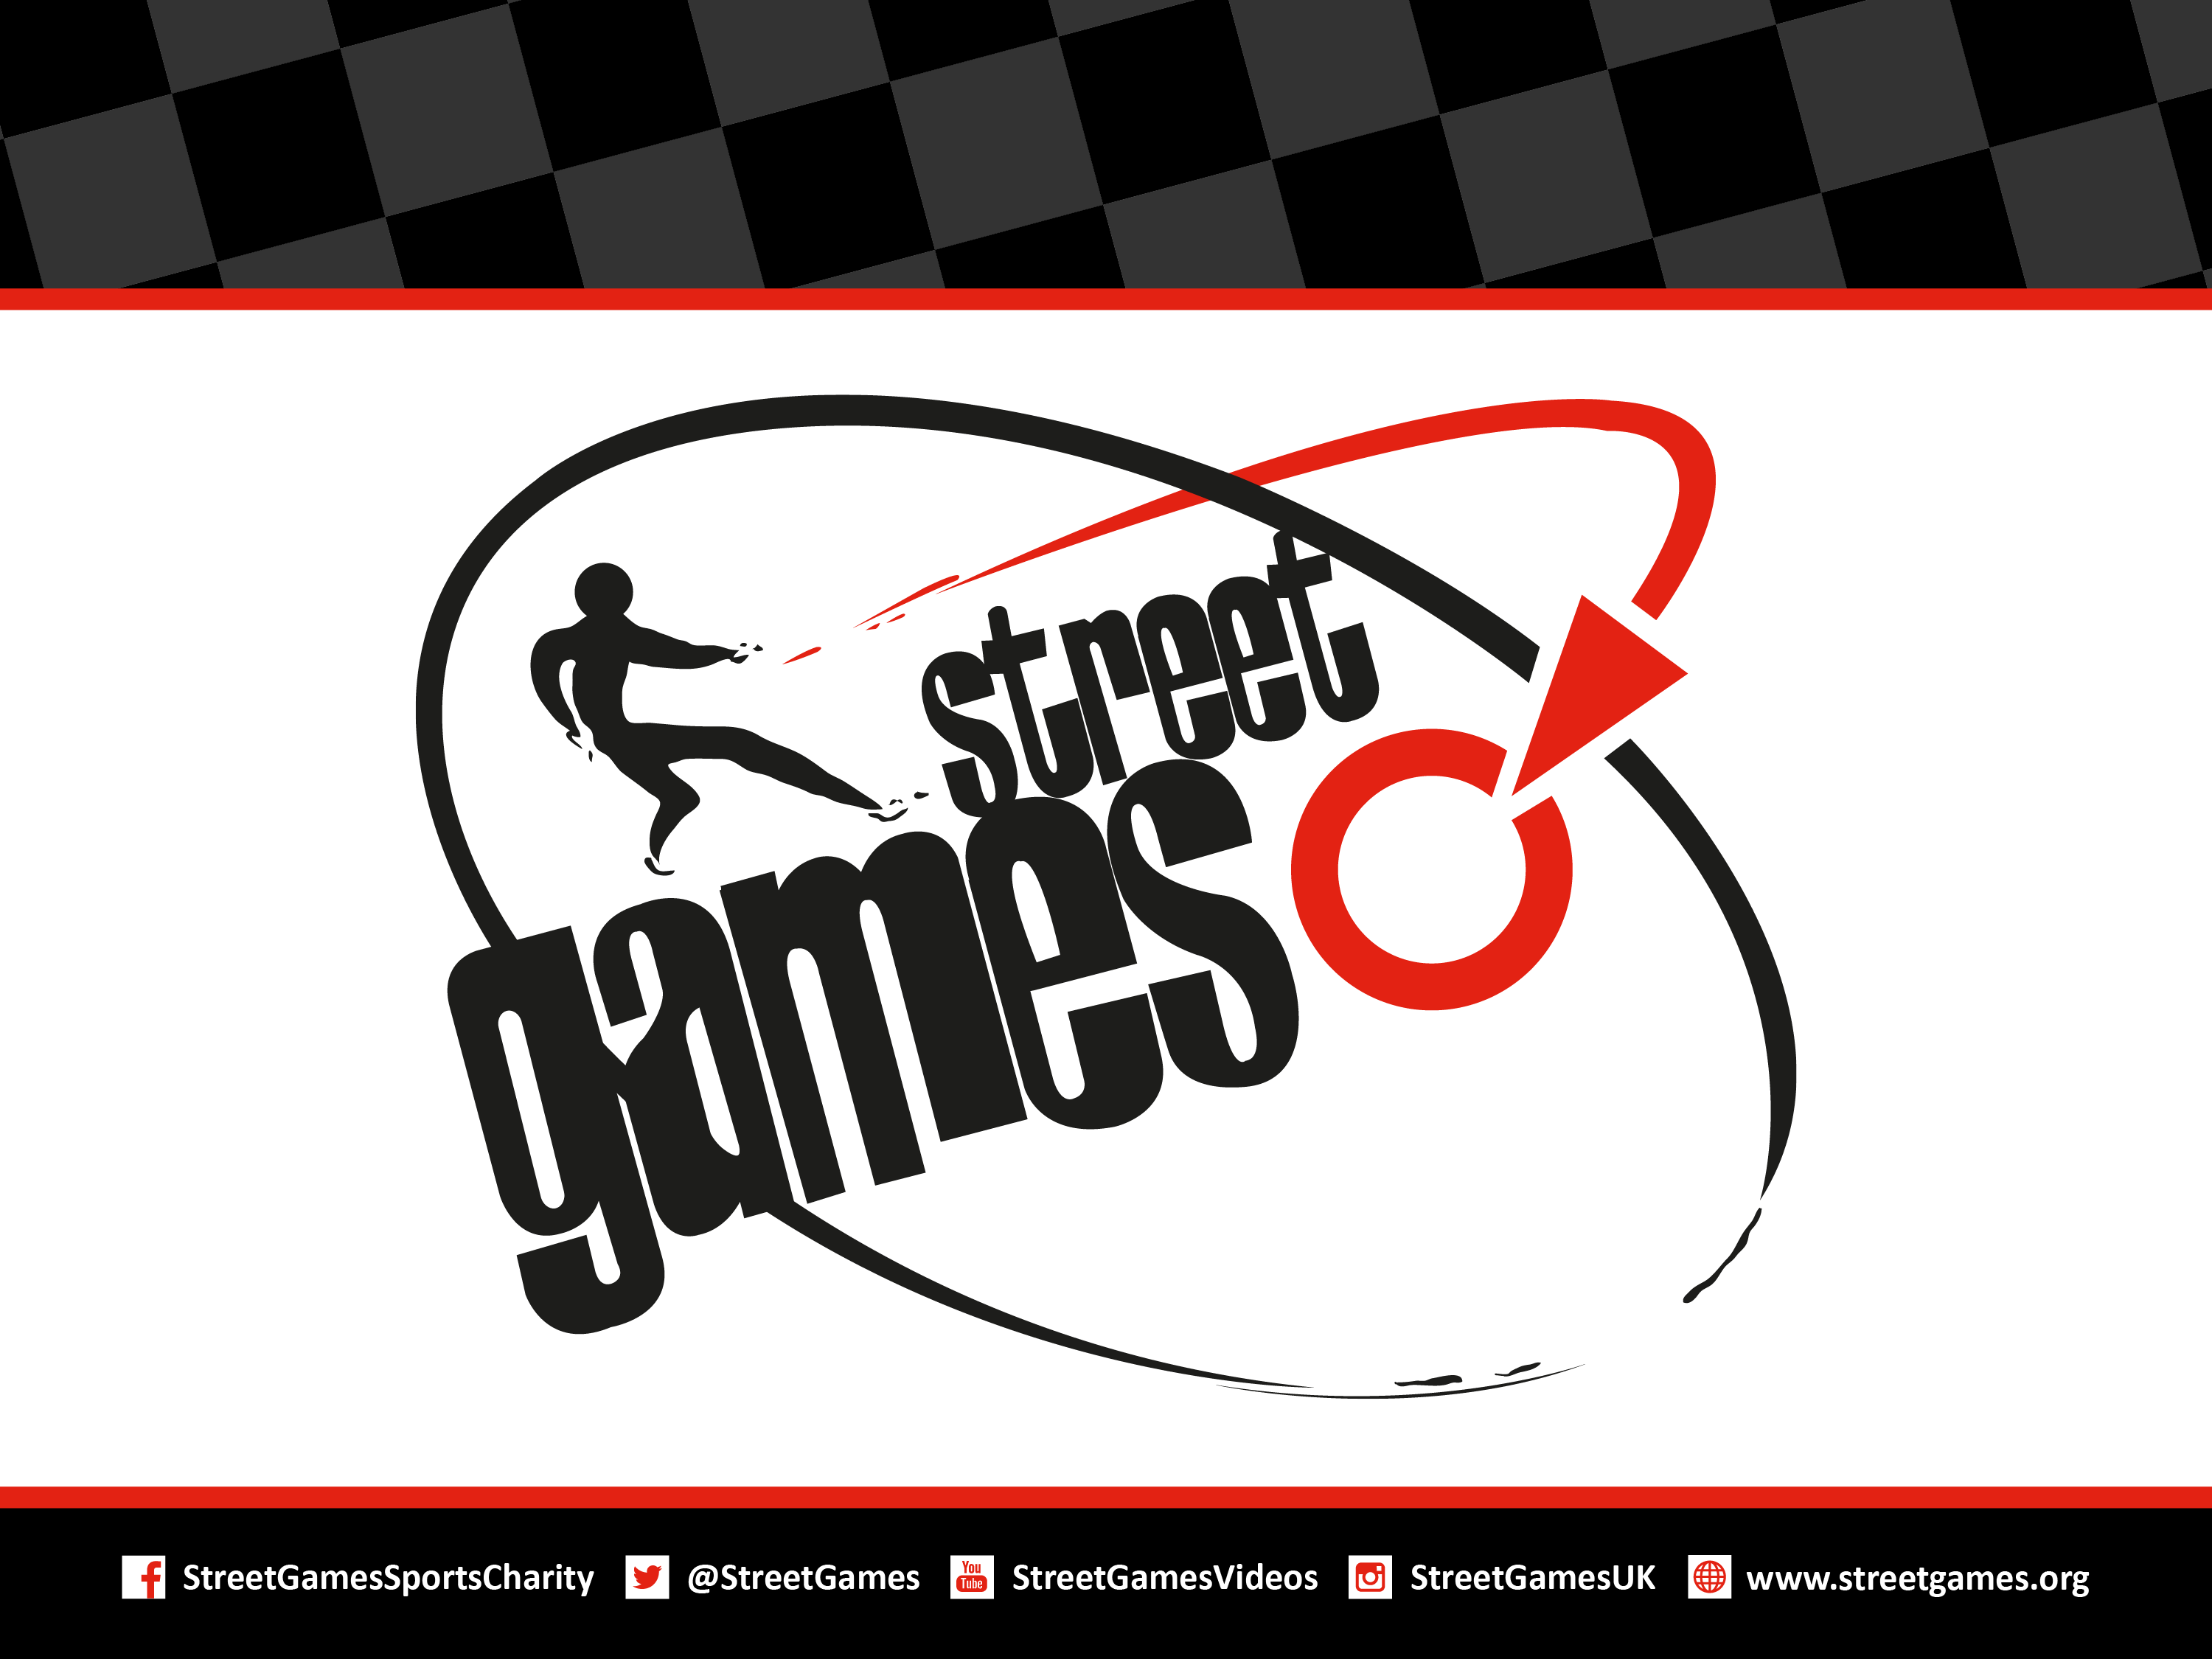 street
games
StreetGamesSportsCharity
@StreetGames
You
Tube
StreetGamesVideos
StreetGamesUK
www.streetgames.org